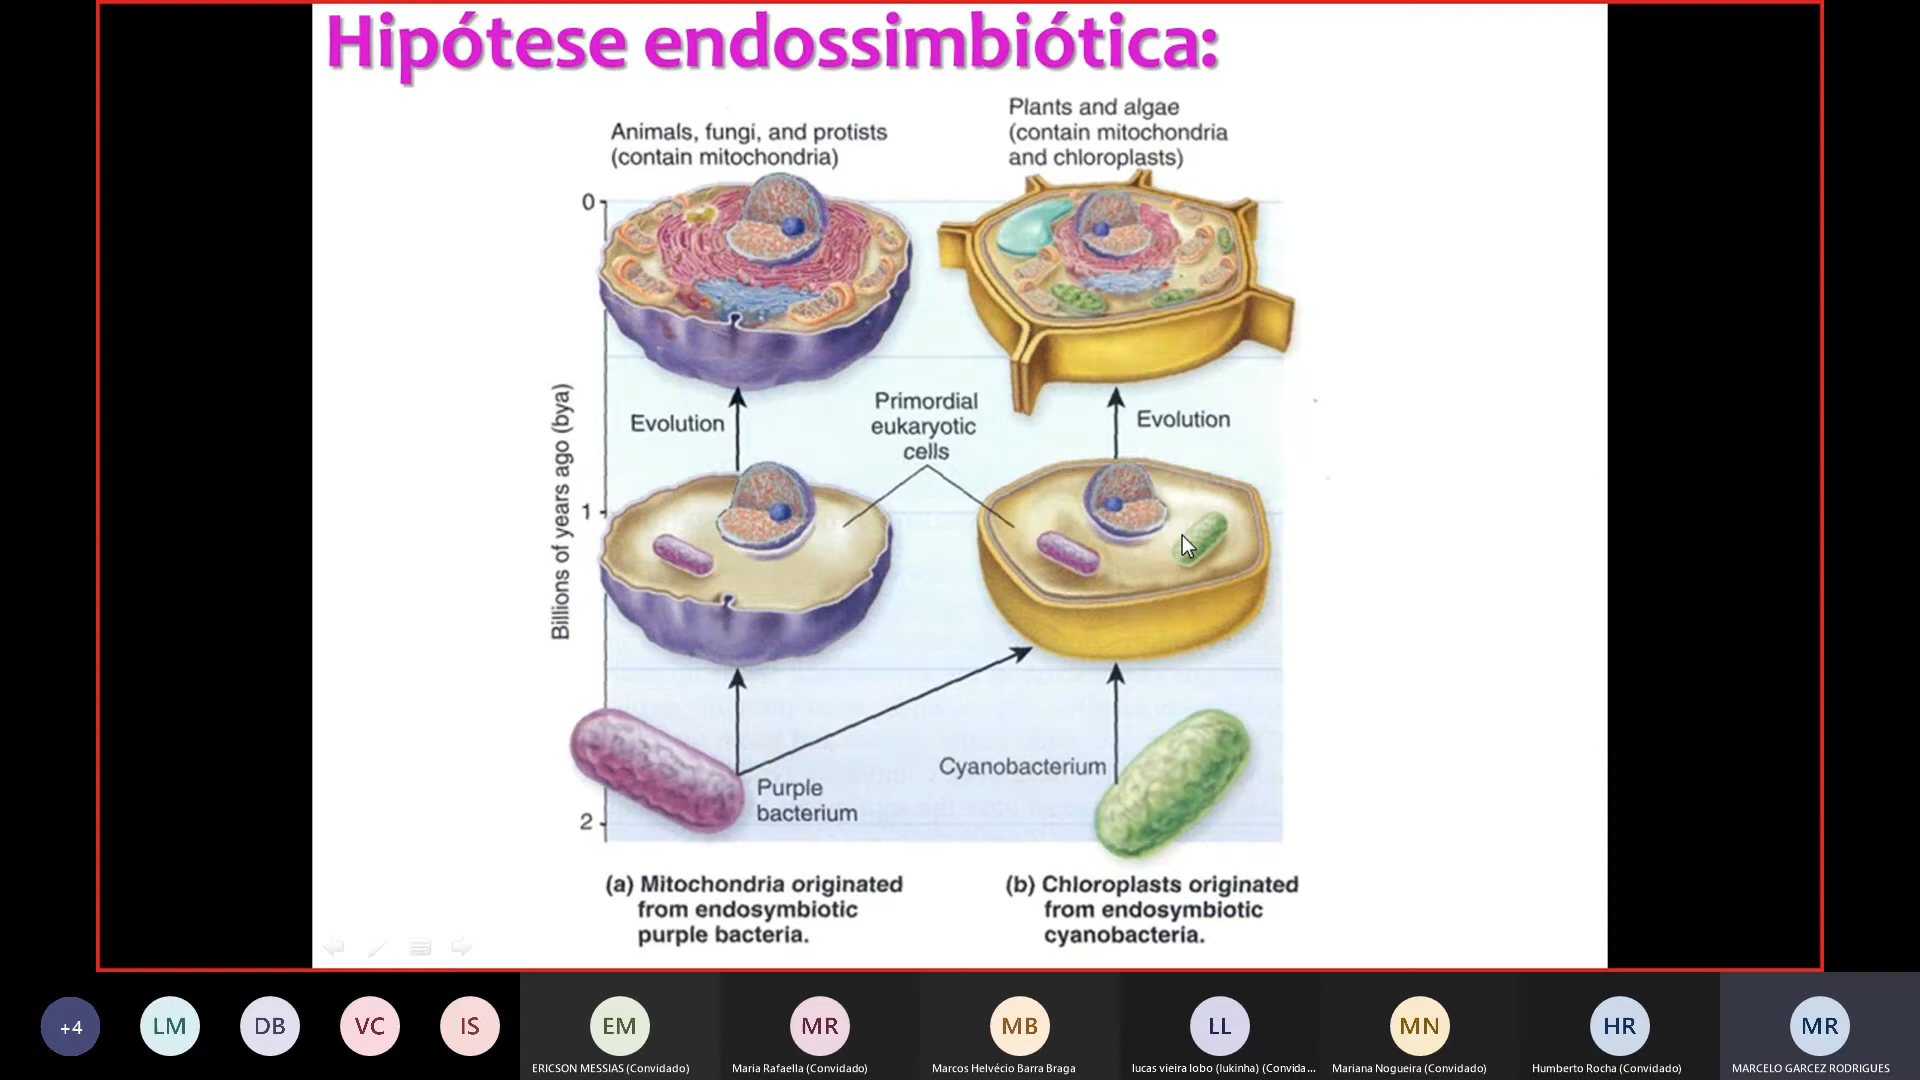 Hipótese endossimbiótica:
Animals, fungi, and protists
(contain mitochondria)
Plants and algae
(contain mitochondria
and chloroplasts)
0
Evolution
Primordial
eukaryotic
cells
Evolution
Billions of years ago (bya)
1
Purple
bacterium
Cyanobacterium
2
(a) Mitochondria originated
from endosymbiotic
purple bacteria.
(b) Chloroplasts originated
from endosymbiotic
cyanobacteria.
+4
LM
DB
VC
IS
EM
MR
MB
LL
MN
HR
MR
ERICSON MESSIAS (Convidado)
Maria Rafaella (Convidado)
Marcos Helvécio Barra Braga
lucas vieira lobo (lukinha) (Convida...
Mariana Nogueira (Convidado)
Humberto Rocha (Convidado)
MARCELO GARCEZ RODRIGUES